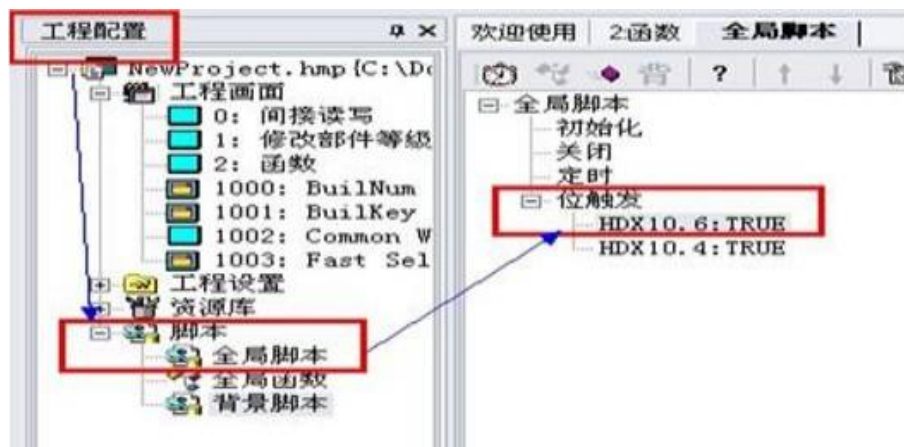 工程配置
NewProject.hmp{C:\Do
工程画面
0: 间接读写
1: 修改部件等级
2: 函数
1000: BuilNum
1001: BuilKey
1002: Common W
1003: Fast Sel
工程设置
资源库
脚本
全局脚本
全局函数
背景脚本
欢迎使用 2:函数 全局脚本
背 ?
全局脚本
初始化
关闭
定时
位触发
HDX10.6:TRUE
HDX10.4:TRUE